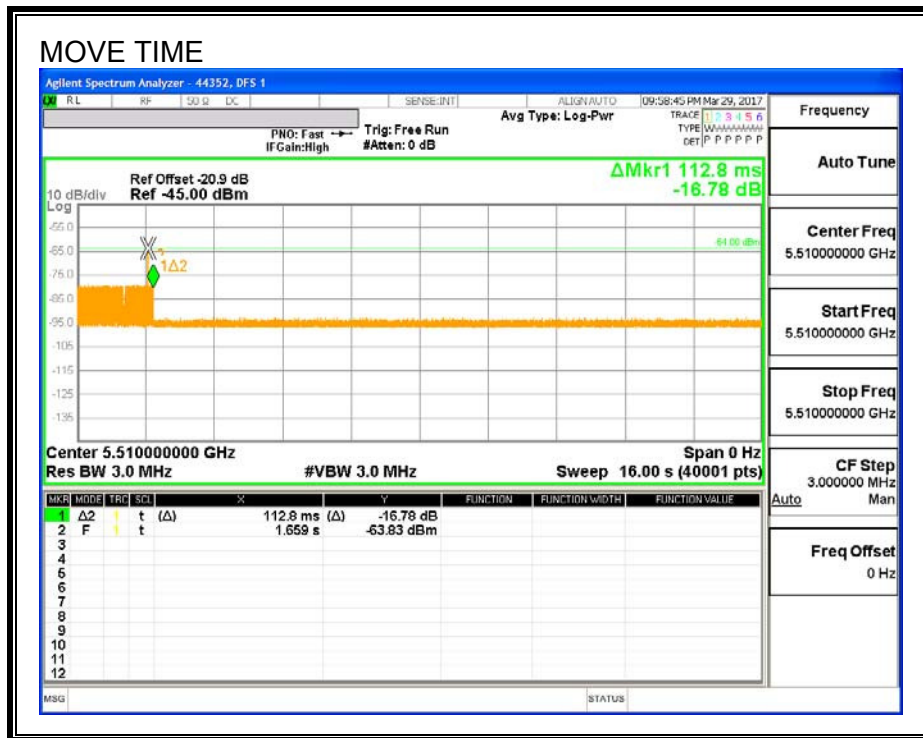 MOVE TIME
Agilent Spectrum Analyzer - 44352, DFS 1
RL RF 50 Ω DC SENSE:INT ALIGN AUTO 09:58:45 PM Mar 29, 2017
Avg Type: Log-Pwr
TRACE 1 2 3 4 5 6
TYPE WWWWWW
DET P P P P P P
PNO: Fast
IFGain:High
Trig: Free Run
#Atten: 0 dB
ΔMkr1 112.8 ms
-16.78 dB
Ref Offset -20.9 dB
10 dB/div Ref -45.00 dBm
Log
-55.0
-65.0
-75.0
-85.0
-95.0
-105
-115
-125
-135
-64.00 dBm
1Δ2
Center 5.510000000 GHz Span 0 Hz
Res BW 3.0 MHz #VBW 3.0 MHz Sweep 16.00 s (40001 pts)
MKR MODE TRC SCL X Y FUNCTION FUNCTION WIDTH FUNCTION VALUE
1 Δ2 1 t (Δ) 112.8 ms (Δ) -16.78 dB
2 F 1 t 1.659 s -63.83 dBm
3
4
5
6
7
8
9
10
11
12
MSG STATUS
Frequency
Auto Tune
Center Freq
5.510000000 GHz
Start Freq
5.510000000 GHz
Stop Freq
5.510000000 GHz
CF Step
3.000000 MHz
Auto Man
Freq Offset
0 Hz